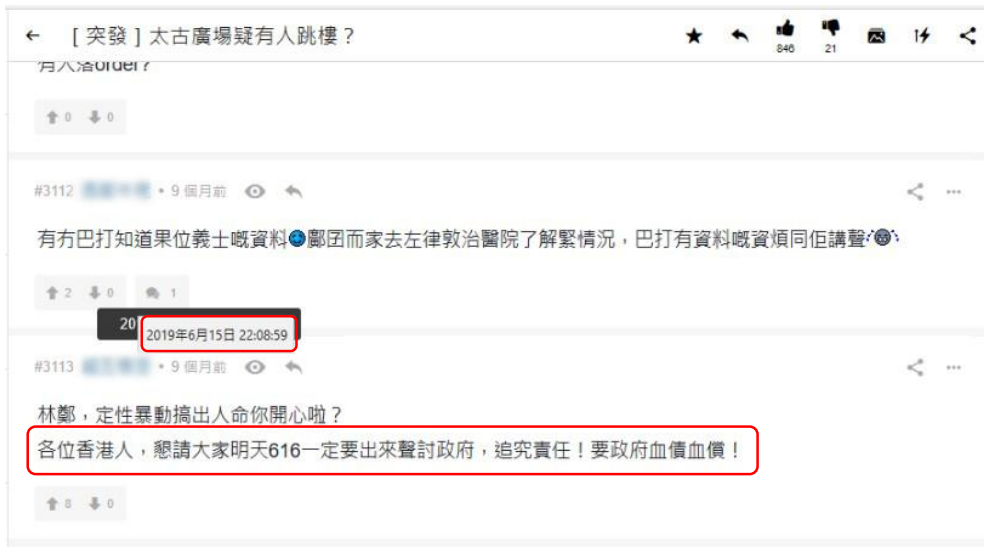 [ 突發 ] 太古廣場疑有人跳樓？
846
21
有人落order?
0 0
#3112 • 9 個月前
有冇巴打知道果位義士嘅資料 鄺囝而家去左律敦治醫院了解緊情況，巴打有資料嘅資煩同佢講聲
2 0 1
20
2019年6月15日 22:08:59
#3113 • 9 個月前
林鄭，定性暴動搞出人命你開心啦？
各位香港人，懇請大家明天616一定要出來聲討政府，追究責任！要政府血債血償！
8 0